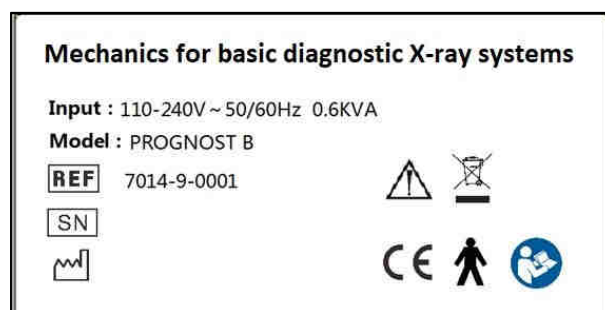 Mechanics for basic diagnostic X-ray systems
Input : 110-240V ~ 50/60Hz 0.6KVA
Model : PROGNOST B
REF 7014-9-0001
SN
CE